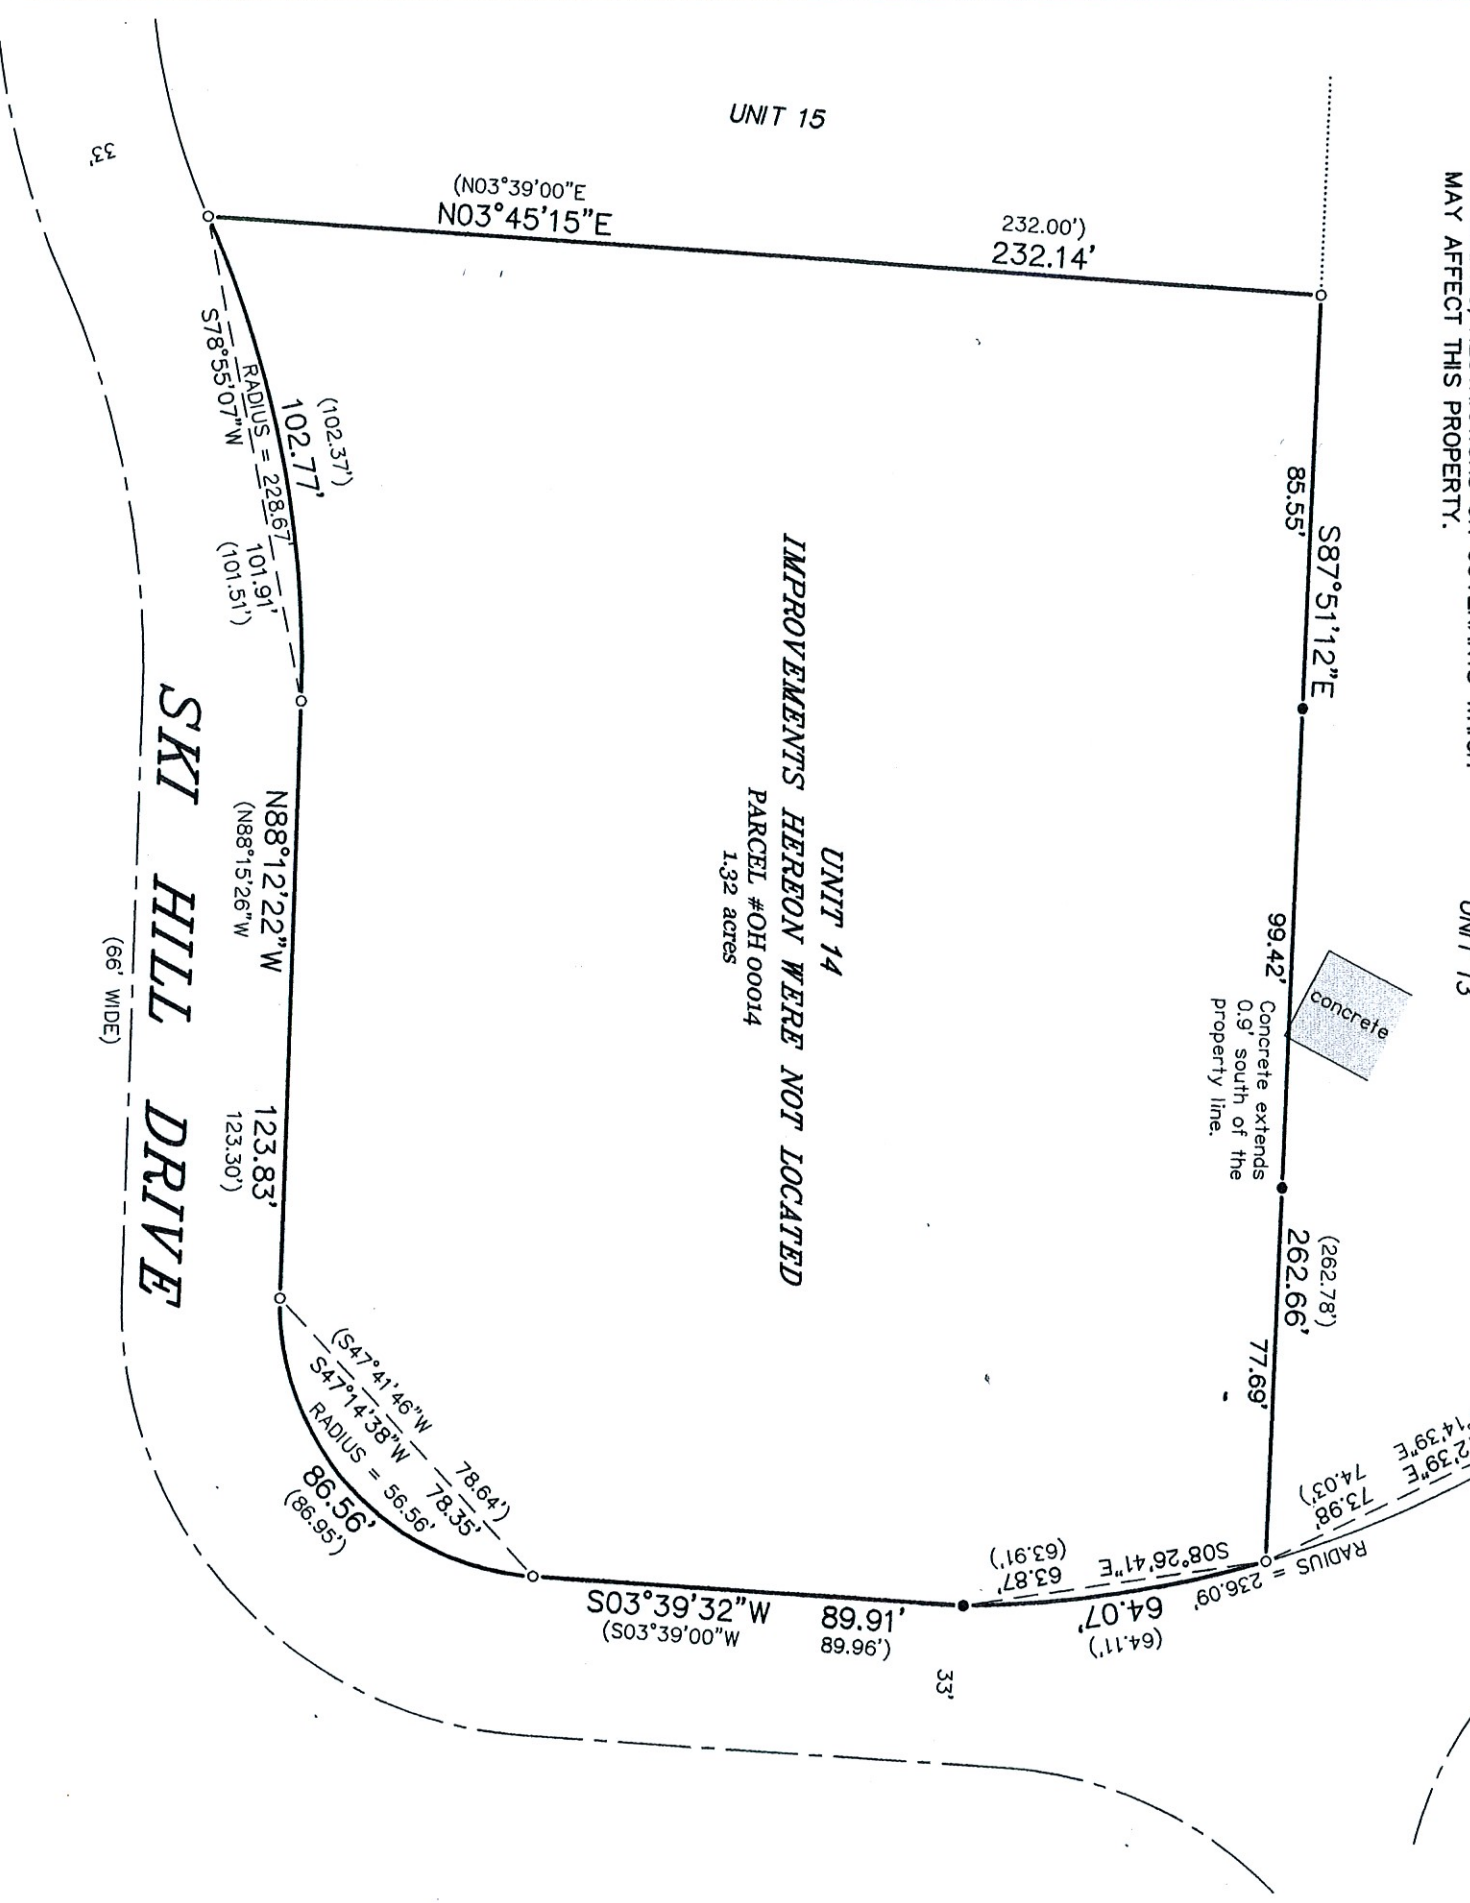 MAY AFFECT THIS PROPERTY.
UNIT 15
(N03°39'00"E
N03°45'15"E
232.00')
232.14'
33'
S78°55'07"W
RADIUS = 228.67'
(102.37')
102.77'
101.91'
(101.51')
85.55'
S87°51'12"E
99.42'
concrete
Concrete extends
0.9' south of the
property line.
(262.78')
262.66'
77.69'
UNIT 14
IMPROVEMENTS HEREON WERE NOT LOCATED
PARCEL #OH 00014
1.32 acres
N88°12'22"W
(N88°15'26"W
123.83'
123.30')
SKI HILL DRIVE
(66' WIDE)
(S47°41'46"W
78.64')
S47°14'38"W
78.35'
RADIUS = 56.56'
86.56'
(86.95')
S03°39'32"W
89.91'
(S03°39'00"W
89.96')
33'
S08°26'41"E
63.87'
(63.91')
64.07'
(64.11')
RADIUS = 236.09'
73.98'
74.03')